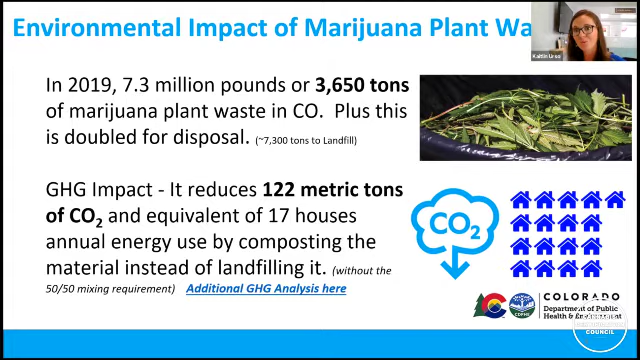 Environmental Impact of Marijuana Plant Wa
Kaitlin Urso
In 2019, 7.3 million pounds or 3,650 tons
of marijuana plant waste in CO. Plus this
is doubled for disposal. (~7,300 tons to Landfill)
GHG Impact - It reduces 122 metric tons
of CO₂ and equivalent of 17 houses
annual energy use by composting the
material instead of landfilling it. (without the
50/50 mixing requirement) Additional GHG Analysis here
CO₂
CDPHE
COLORADO
Department of Public
Health & Environment
COUNCIL